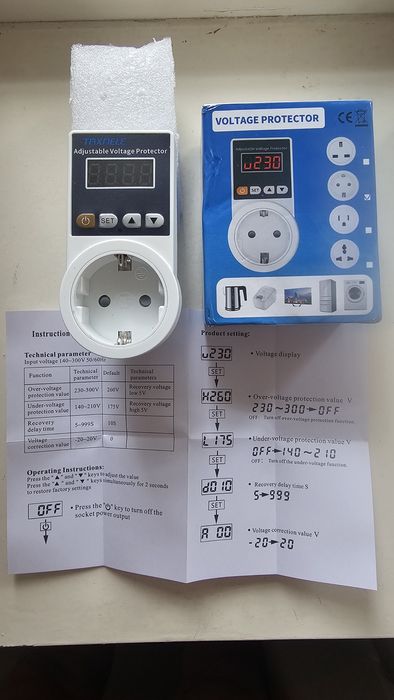 TAXNELE
Adjustable Voltage Protector
SET
VOLTAGE PROTECTOR
CE
Adjustable Voltage Protector
u230
SET
Instruction
Technical parameter
Input voltage 140~300V 50/60Hz
Function Technical parameter Default Technical parameters
Over-voltage protection value 230-300V 260V Recovery voltage low 5V
Under-voltage protection value 140~210V 175V Recovery voltage high 5V
Recovery delay time 5~999S 10S
Voltage correction value -20~20V 0
Operating Instructions:
Press the "▲" and "▼" keys to adjust the value
Press the "▲" and "▼" keys simultaneously for 2 seconds
to restore factory settings
OFF
• Press the "⏻" key to turn off the
socket power output
Product setting:
u230 • Voltage display
SET
H260 • Over-voltage protection value V
230~300→OFF
OFF: Turn off over-voltage protection function.
SET
L175 • Under-voltage protection value V
OFF→140~210
OFF: Turn off the under-voltage function.
SET
d010 • Recovery delay time S
5→999
SET
A 00 • Voltage correction value V
-20→20